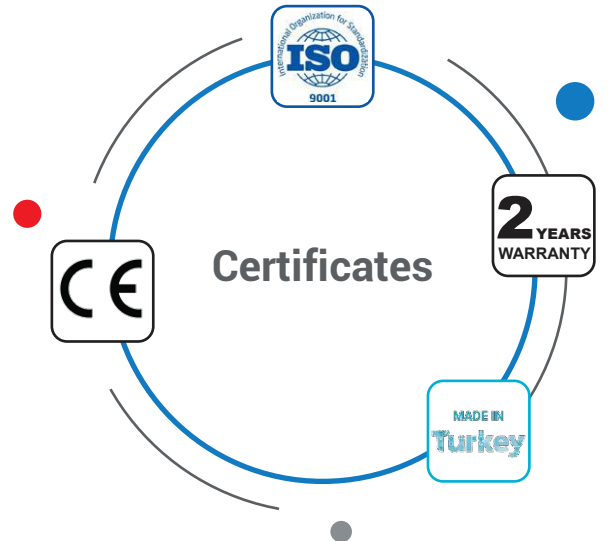 International Organization for Standardization
ISO
9001
2 YEARS
WARRANTY
Certificates
CE
MADE IN
Turkey